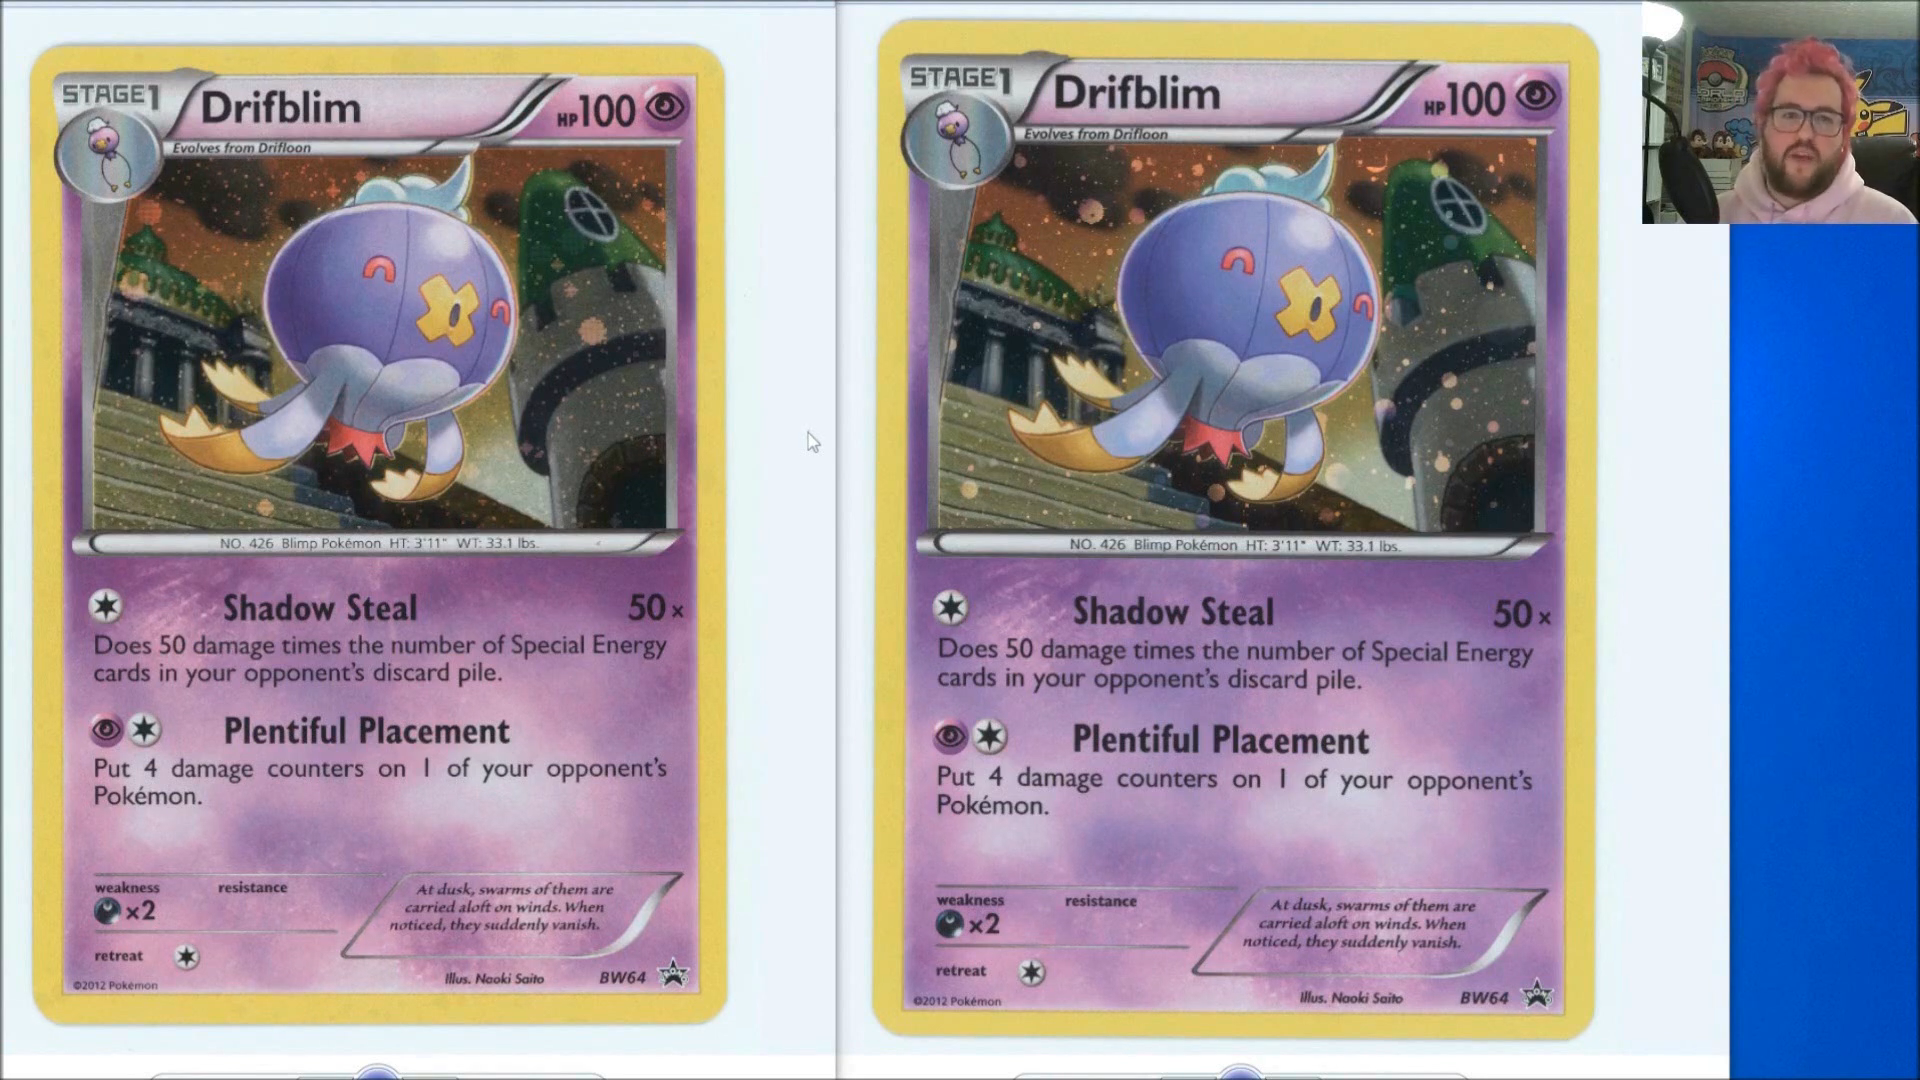 STAGE1
Drifblim
HP100
Evolves from Drifloon
NO. 426 Blimp Pokémon HT: 3'11" WT: 33.1 lbs.
Shadow Steal 50×
Does 50 damage times the number of Special Energy
cards in your opponent's discard pile.
Plentiful Placement
Put 4 damage counters on 1 of your opponent's
Pokémon.
weakness resistance
×2
retreat
At dusk, swarms of them are
carried aloft on winds. When
noticed, they suddenly vanish.
©2012 Pokémon
Illus. Naoki Saito
BW64
STAGE1
Drifblim
HP100
Evolves from Drifloon
NO. 426 Blimp Pokémon HT: 3'11" WT: 33.1 lbs.
Shadow Steal 50×
Does 50 damage times the number of Special Energy
cards in your opponent's discard pile.
Plentiful Placement
Put 4 damage counters on 1 of your opponent's
Pokémon.
weakness resistance
×2
retreat
At dusk, swarms of them are
carried aloft on winds. When
noticed, they suddenly vanish.
©2012 Pokémon
Illus. Naoki Saito
BW64